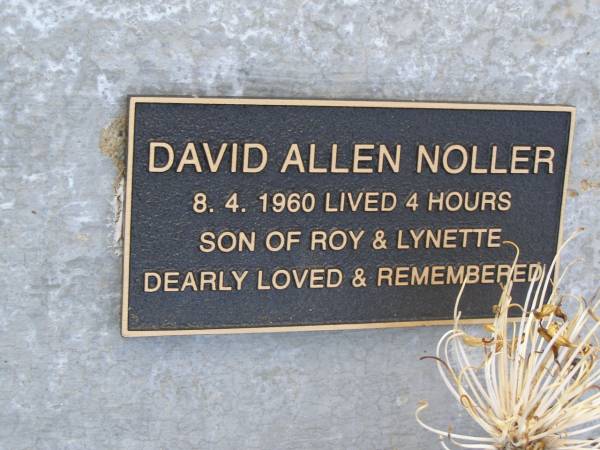 DAVID ALLEN NOLLER
8. 4. 1960 LIVED 4 HOURS
SON OF ROY & LYNETTE
DEARLY LOVED & REMEMBERED